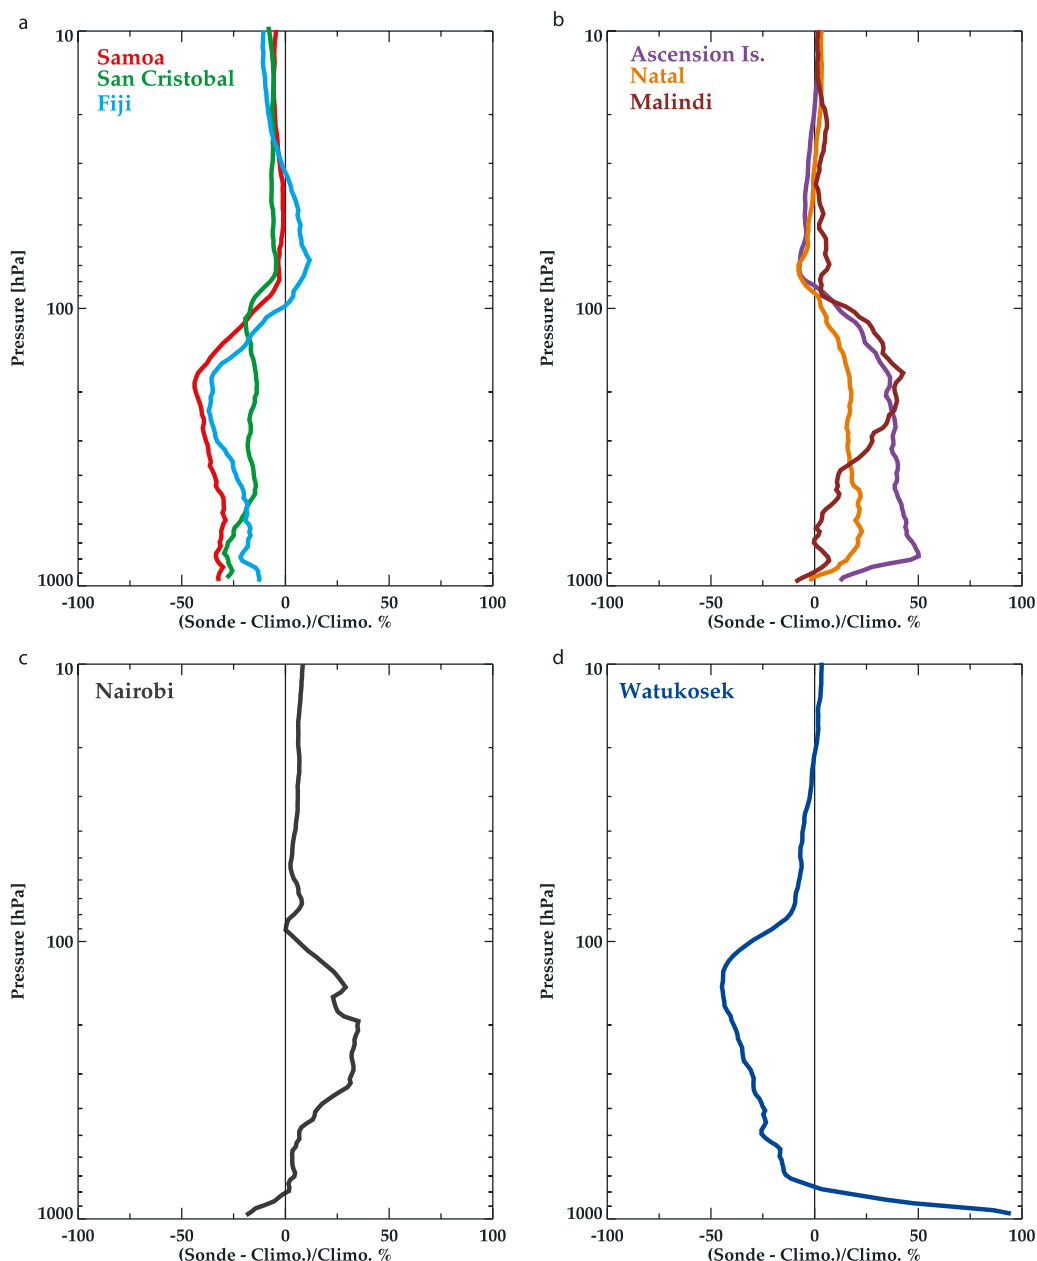 a
Samoa
San Cristobal
Fiji
10
100
1000
-100
-50
0
50
100
Pressure [hPa]
(Sonde - Climo.)/Climo. %
b
Ascension Is.
Natal
Malindi
10
100
1000
-100
-50
0
50
100
Pressure [hPa]
(Sonde - Climo.)/Climo. %
c
Nairobi
10
100
1000
-100
-50
0
50
100
Pressure [hPa]
(Sonde - Climo.)/Climo. %
d
Watukosek
10
100
1000
-100
-50
0
50
100
Pressure [hPa]
(Sonde - Climo.)/Climo. %